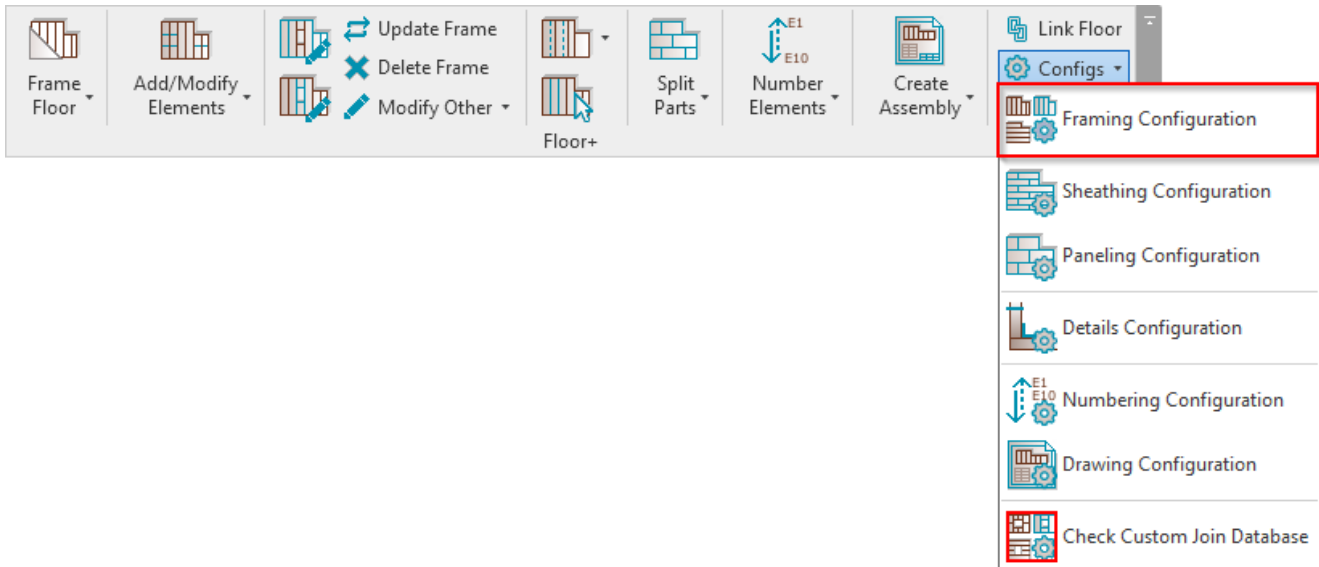 Frame
Floor
Add/Modify
Elements
Update Frame
Delete Frame
Modify Other
Floor+
Split
Parts
E1
E10
Number
Elements
Create
Assembly
Link Floor
Configs
Framing Configuration
Sheathing Configuration
Paneling Configuration
Details Configuration
E1
E10
Numbering Configuration
Drawing Configuration
Check Custom Join Database